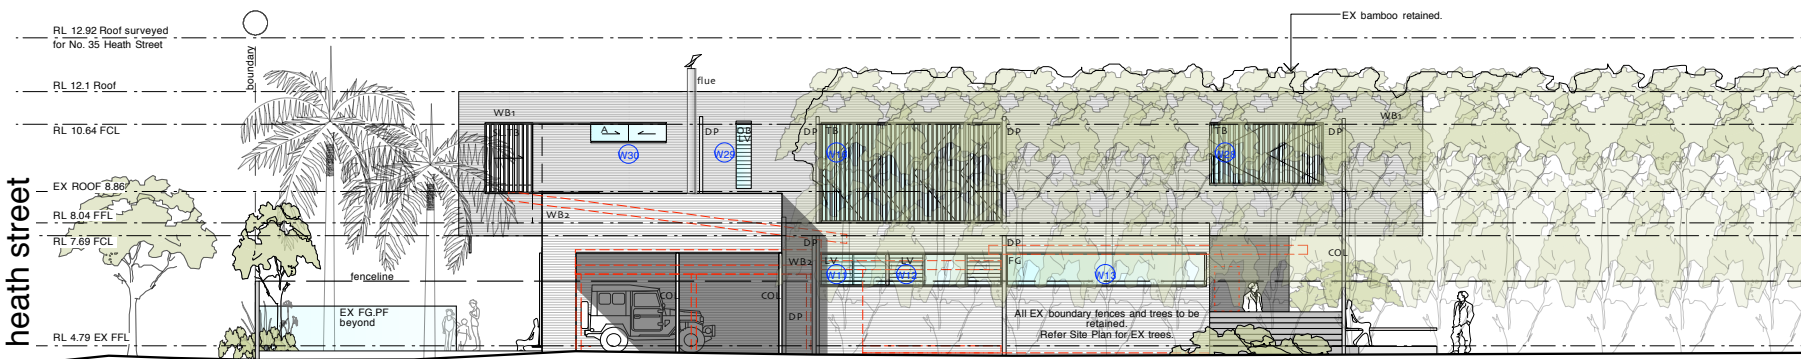 EX bamboo retained.
RL 12.92 Roof surveyed
for No. 35 Heath Street
boundary
flue
RL 12.1 Roof
WB1
WB1
RL 10.64 FCL
A
DP
OB
LV
DP
TB
DP
TB
DP
W30
W29
heath street
EX ROOF 8.86
RL 8.04 FFL
WB2
RL 7.69 FCL
DP
DP
COL
WB2
LV
LV
FG
W11
W12
W13
fenceline
COL
COL
EX FG.PF
beyond
DP
All EX boundary fences and trees to be
retained.
Refer Site Plan for EX trees.
RL 4.79 EX FFL